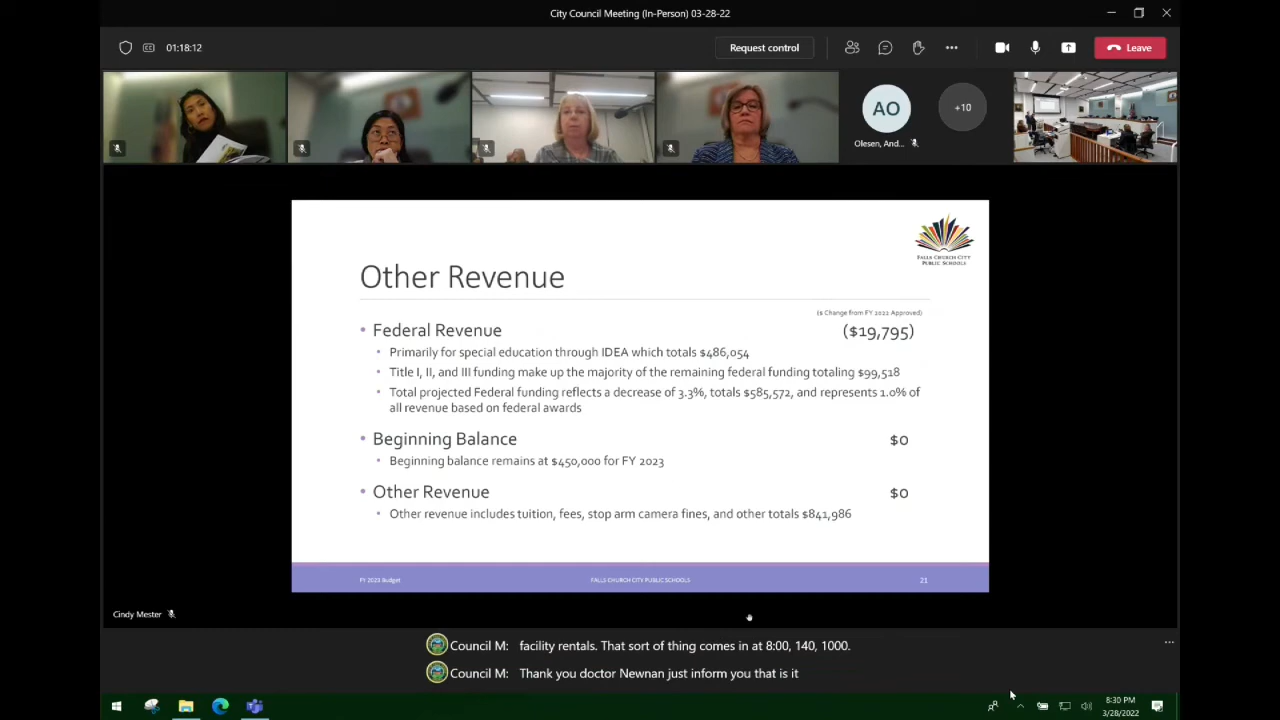 City Council Meeting (In-Person) 03-28-22
01:18:12
Request control
Leave
AO
+10
Olesen, And...
FALLS CHURCH CITY
PUBLIC SCHOOLS
Other Revenue
($ Change from FY 2022 Approved)
• Federal Revenue ($19,795)
• Primarily for special education through IDEA which totals $486,054
• Title I, II, and III funding make up the majority of the remaining federal funding totaling $99,518
• Total projected Federal funding reflects a decrease of 3.3%, totals $585,572, and represents 1.0% of
all revenue based on federal awards
• Beginning Balance $0
• Beginning balance remains at $450,000 for FY 2023
• Other Revenue $0
• Other revenue includes tuition, fees, stop arm camera fines, and other totals $841,986
FY 2023 Budget FALLS CHURCH CITY PUBLIC SCHOOLS 21
Cindy Mester
Council M: facility rentals. That sort of thing comes in at 8:00, 140, 1000.
Council M: Thank you doctor Newnan just inform you that is it
8:30 PM
3/28/2022